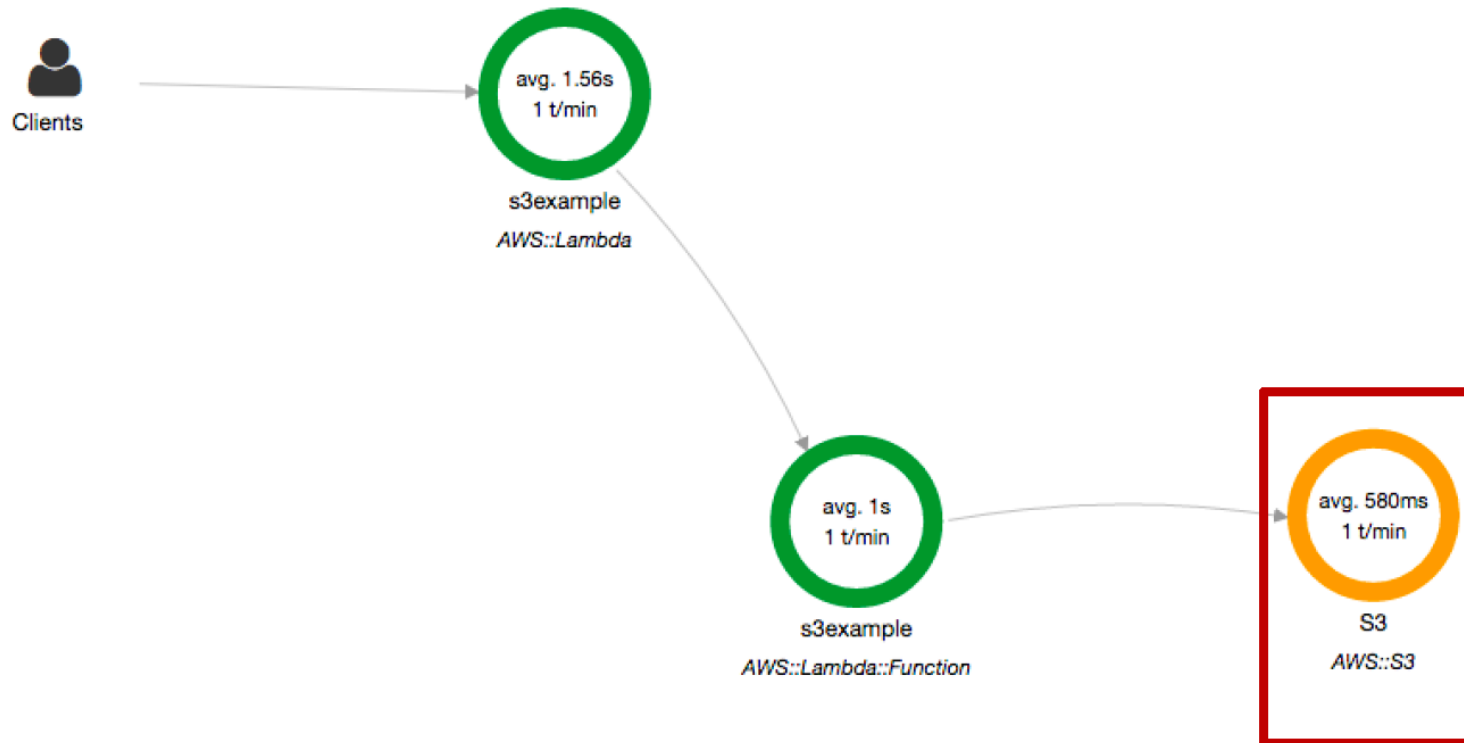 Clients
avg. 1.56s
1 t/min
s3example
AWS::Lambda
avg. 1s
1 t/min
s3example
AWS::Lambda::Function
avg. 580ms
1 t/min
S3
AWS::S3